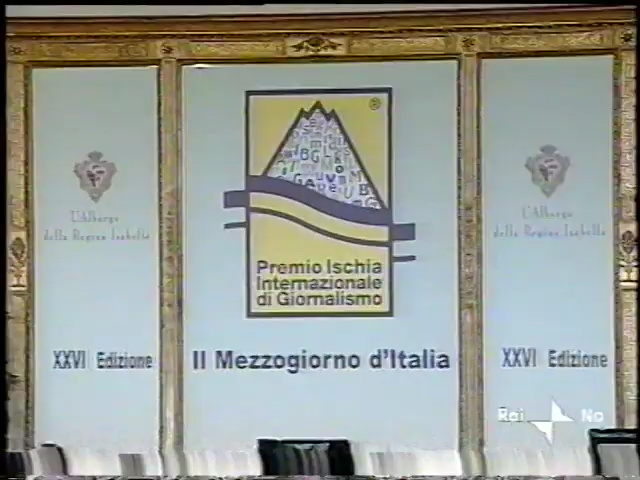 L'Albergo
della Regina Isabella
XXVI Edizione
®
Premio Ischia
Internazionale
di Giornalismo
Il Mezzogiorno d'Italia
L'Albergo
della Regina Isabella
XXVI Edizione
Rai No